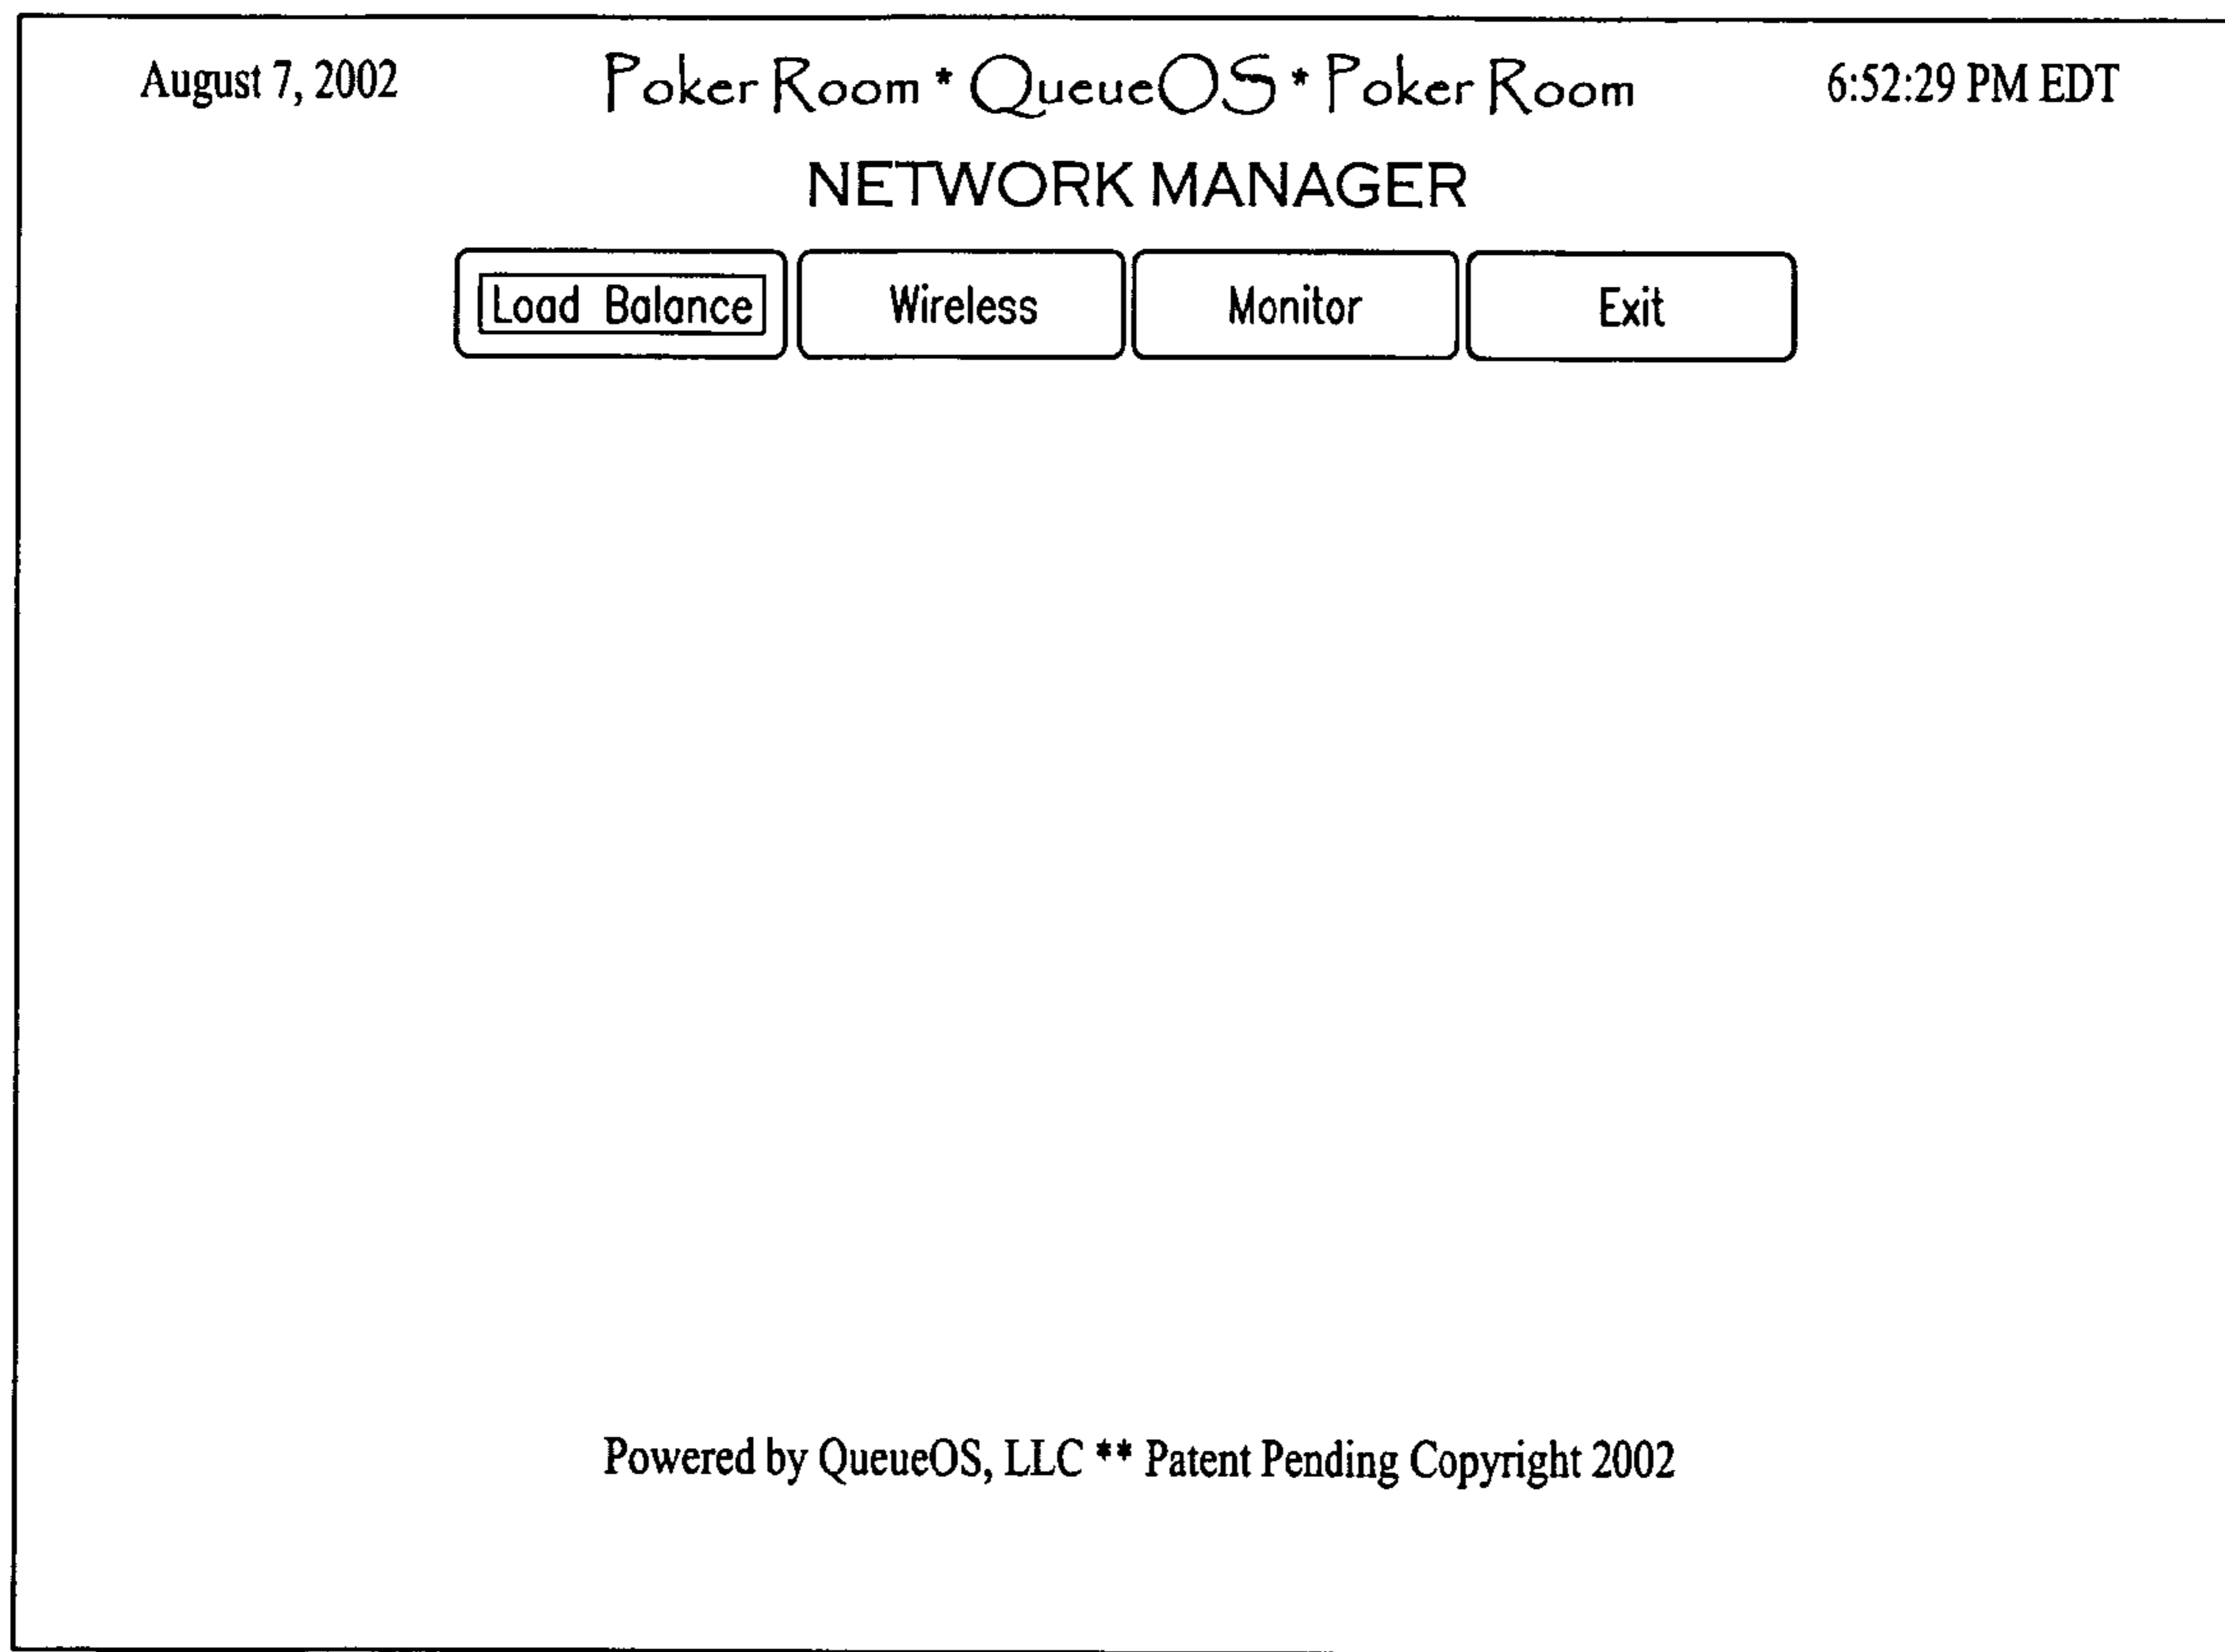 August 7, 2002 Poker Room * QueueOS * Poker Room 6:52:29 PM EDT
NETWORK MANAGER
Load Balance Wireless Monitor Exit
Powered by QueueOS, LLC ** Patent Pending Copyright 2002